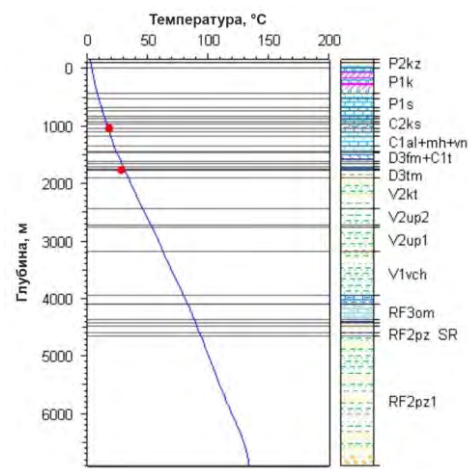 Температура, °C
0 50 100 150 200
Глубина, м
0
1000
2000
3000
4000
5000
6000
P2kz
P1k
P1s
C2ks
C1al+mh+vn
D3fm+C1t
D3tm
V2kt
V2up2
V2up1
V1vch
RF3om
RF2pz SR
RF2pz1